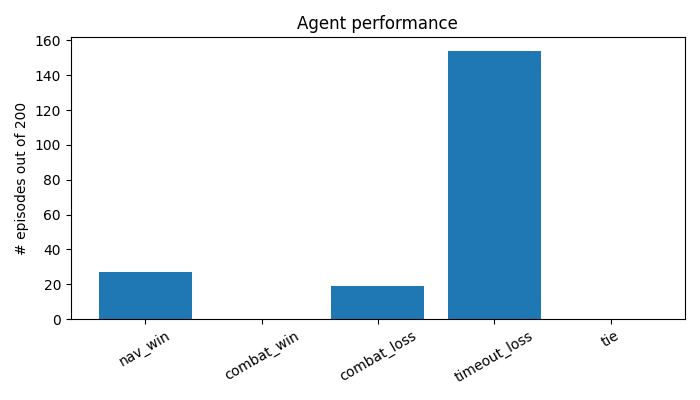 Agent performance
# episodes out of 200
160
140
120
100
80
60
40
20
0
nav_win
combat_win
combat_loss
timeout_loss
tie